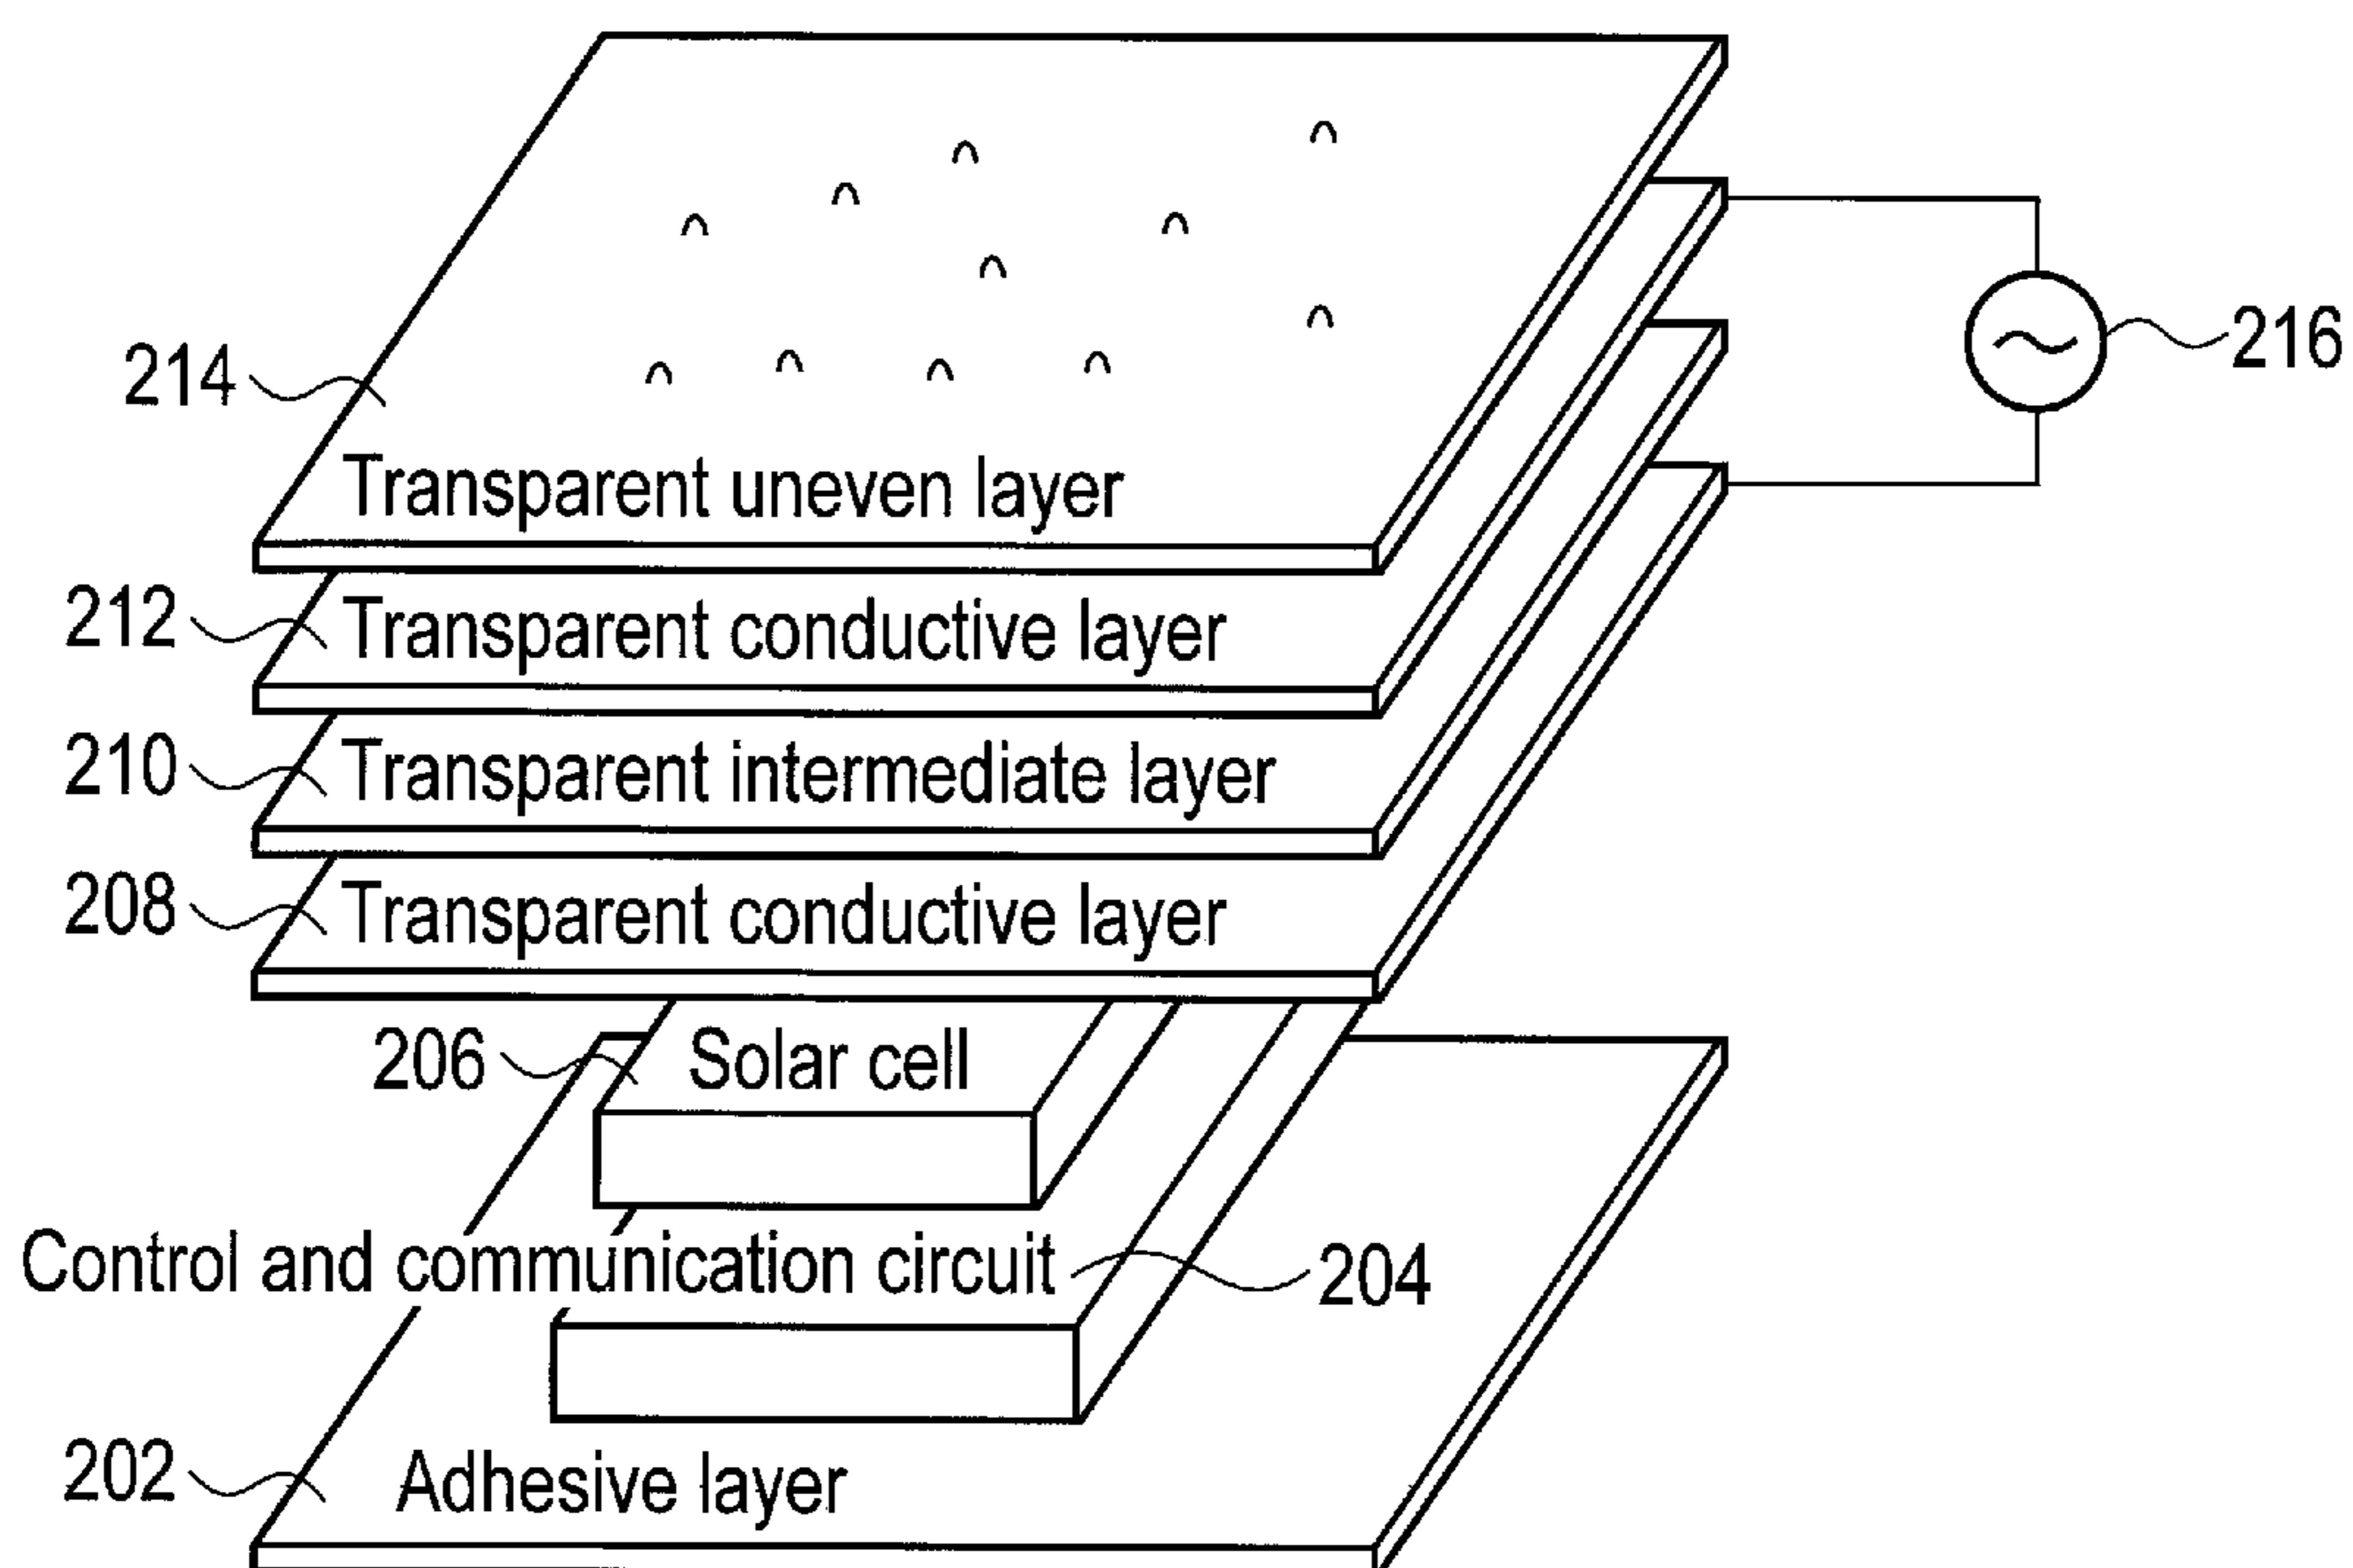 216
214
Transparent uneven layer
212
Transparent conductive layer
210
Transparent intermediate layer
208
Transparent conductive layer
206
Solar cell
Control and communication circuit
204
202
Adhesive layer